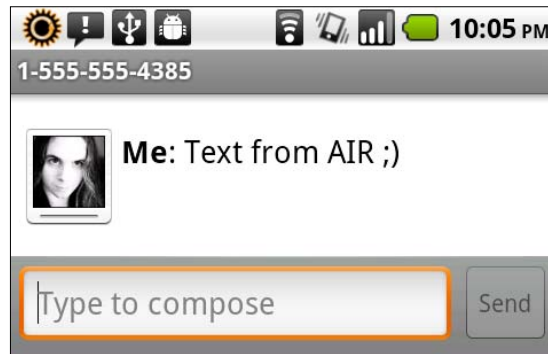 10:05 PM
1-555-555-4385
Me: Text from AIR ;)
Type to compose
Send